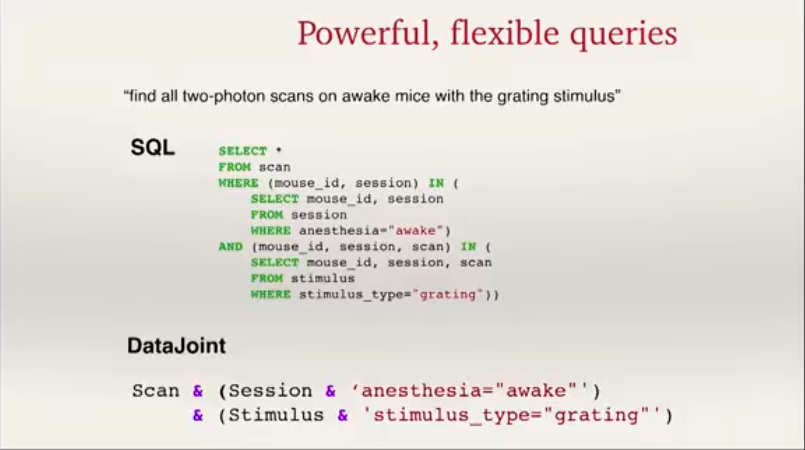 Powerful, flexible queries
“find all two-photon scans on awake mice with the grating stimulus”
SQL
SELECT *
FROM scan
WHERE (mouse_id, session) IN (
SELECT mouse_id, session
FROM session
WHERE anesthesia="awake")
AND (mouse_id, session, scan) IN (
SELECT mouse_id, session, scan
FROM stimulus
WHERE stimulus_type="grating"))
DataJoint
Scan & (Session & ‘anesthesia="awake"')
& (Stimulus & 'stimulus_type="grating"')